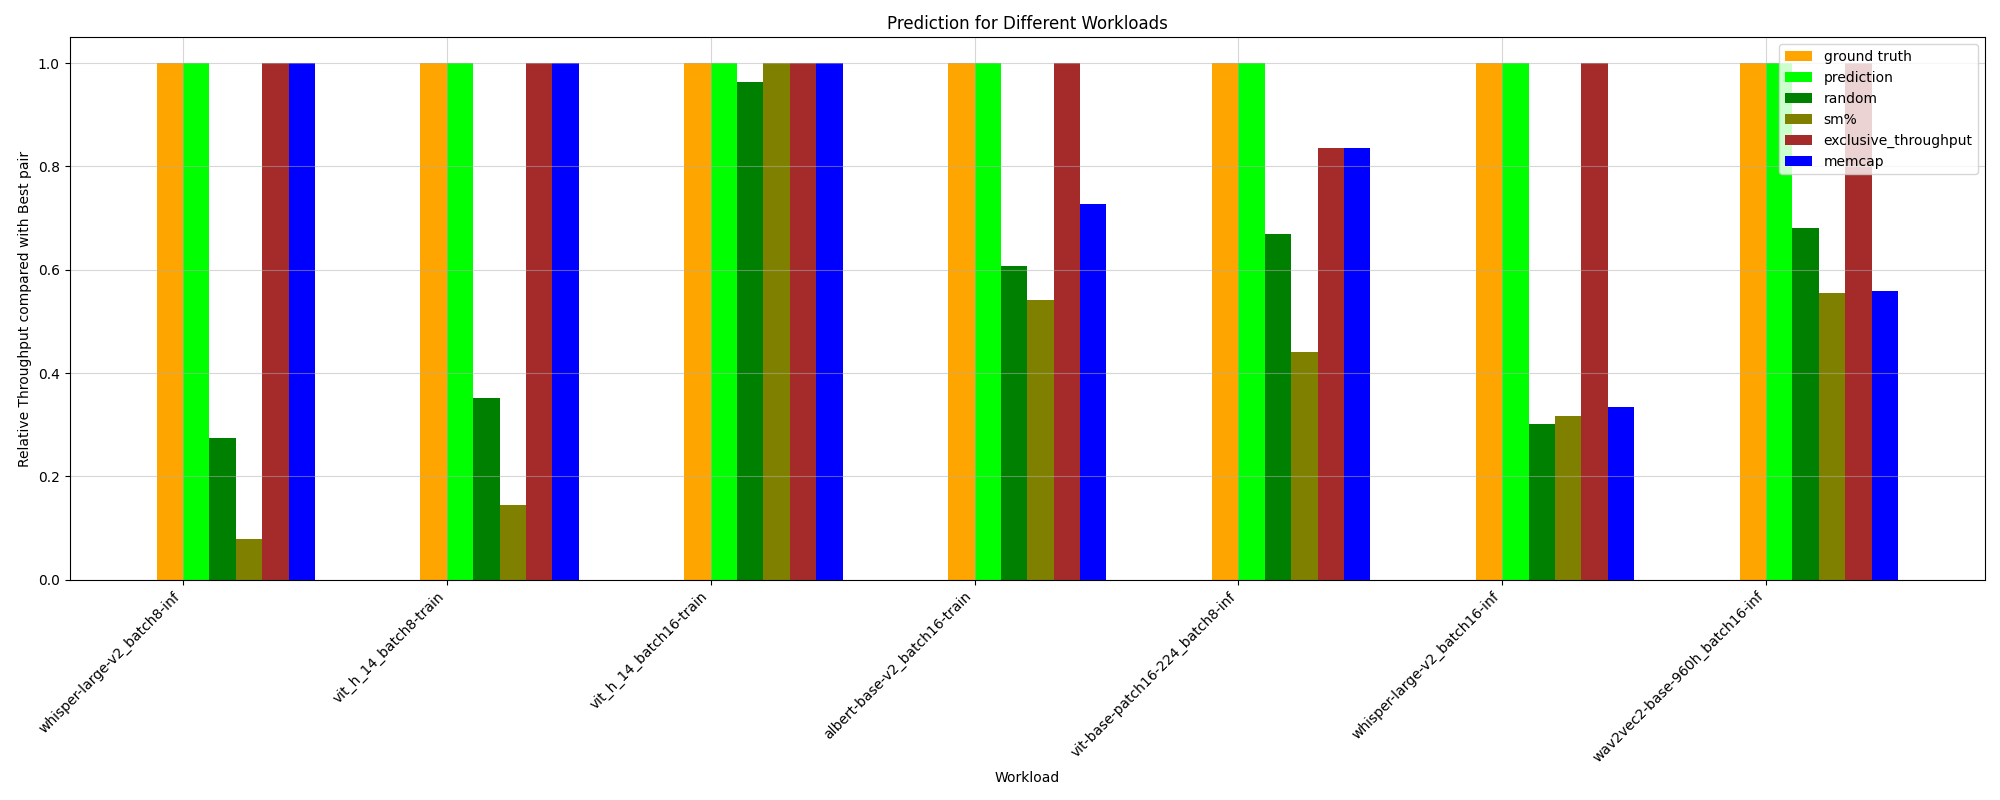 Prediction for Different Workloads
Relative Throughput compared with Best pair
1.0
0.8
0.6
0.4
0.2
0.0
ground truth
prediction
random
sm%
exclusive_throughput
memcap
whisper-large-v2_batch8-inf
vit_h_14_batch8-train
vit_h_14_batch16-train
albert-base-v2_batch16-train
vit-base-patch16-224_batch8-inf
whisper-large-v2_batch16-inf
wav2vec2-base-960h_batch16-inf
Workload